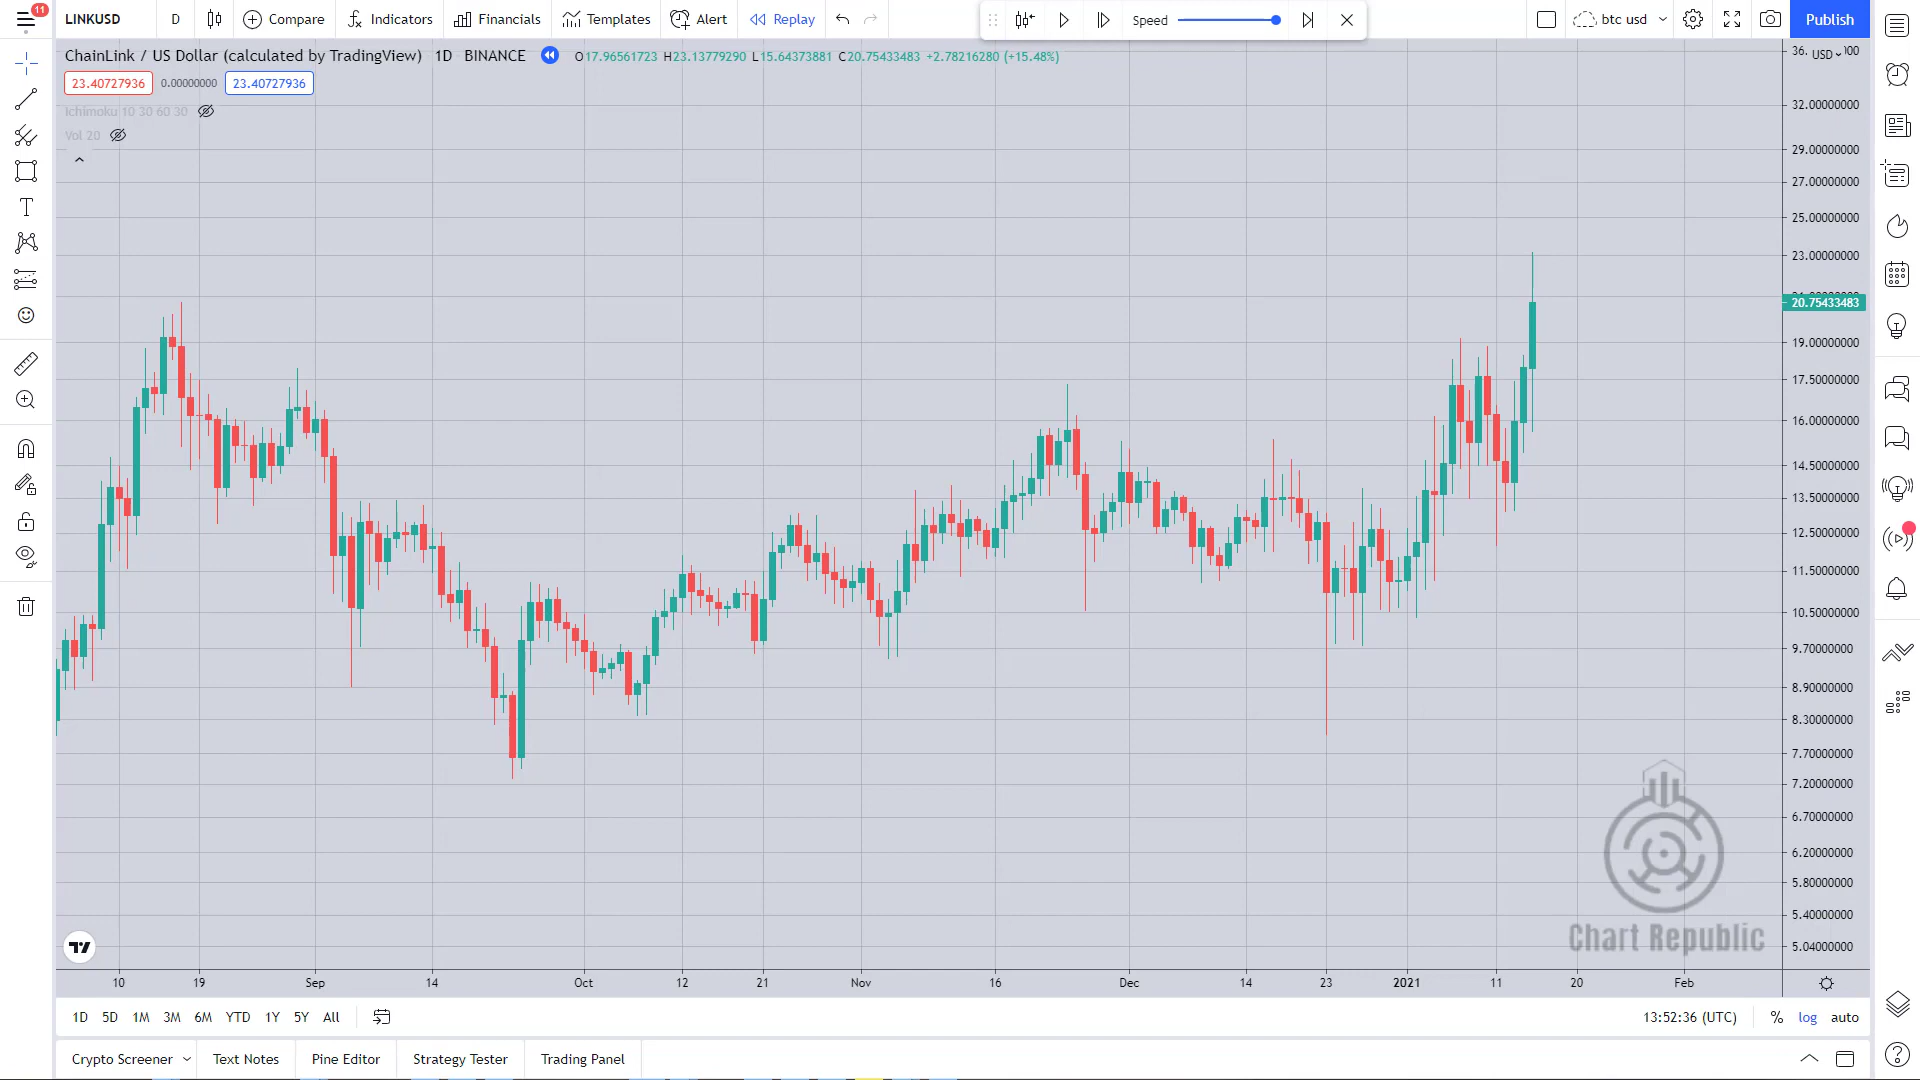 11
LINKUSD D Compare Indicators Financials Templates Alert Replay Speed btc usd Publish
ChainLink / US Dollar (calculated by TradingView) 1D BINANCE O17.96561723 H23.13779290 L15.64373881 C20.75433483 +2.78216280 (+15.48%)
23.40727936 0.00000000 23.40727936
Ichimoku 10 30 60 30
Vol 20
USD
32.00000000
29.00000000
27.00000000
25.00000000
23.00000000
20.75433483
19.00000000
17.50000000
16.00000000
14.50000000
13.50000000
12.50000000
11.50000000
10.50000000
9.70000000
8.90000000
8.30000000
7.70000000
7.20000000
6.70000000
6.20000000
5.80000000
5.40000000
5.04000000
Chart Republic
10 19 Sep 14 Oct 12 21 Nov 16 Dec 14 23 2021 11 20 Feb
1D 5D 1M 3M 6M YTD 1Y 5Y All 13:52:36 (UTC) % log auto
Crypto Screener Text Notes Pine Editor Strategy Tester Trading Panel